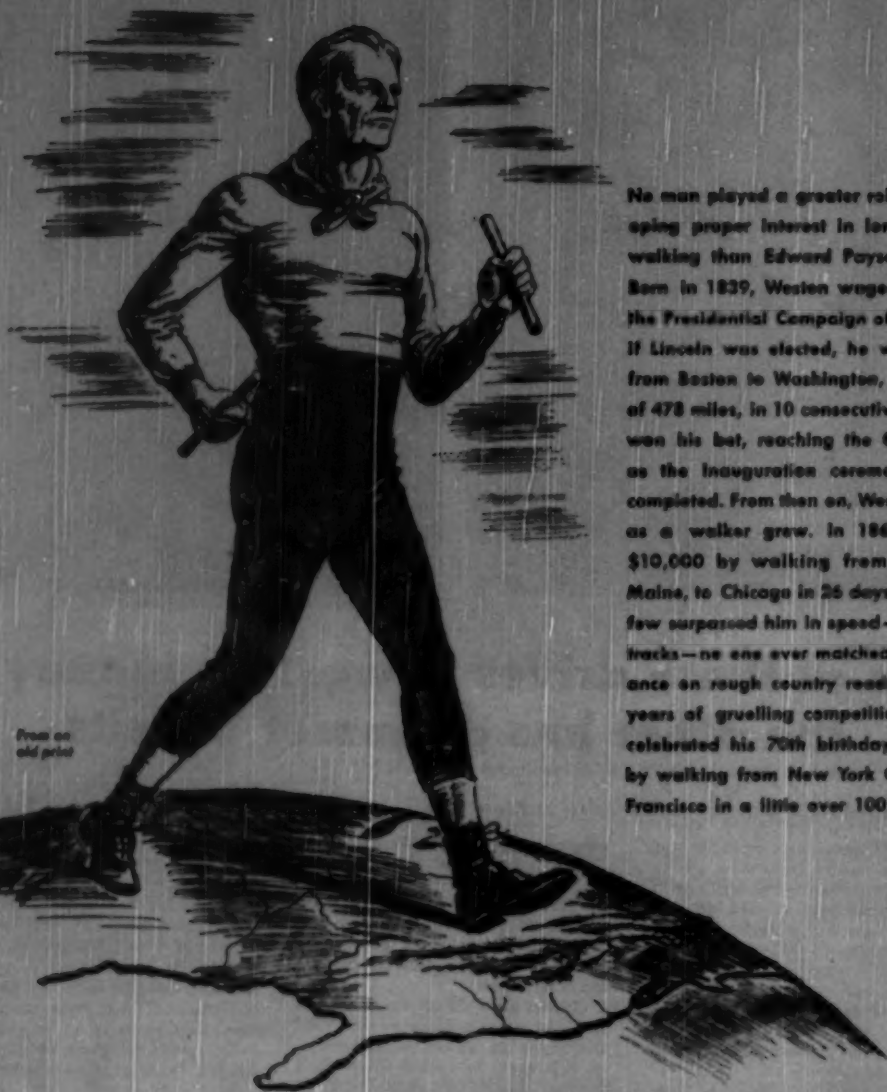 No man played a greater ro
oping proper interest in lon
walking than Edward Payso
Born in 1839, Weston wage
the Presidential Campaign of
if Lincoln was elected, he w
from Boston to Washington,
of 478 miles, in 10 consecutiv
won his bet, reaching the
as the Inauguration cerem
completed. From then on, We
as a walker grew. In 186
$10,000 by walking from
Maine, to Chicago in 26 days
few surpassed him in speed—
tracks—no one ever matched
ance on rough country road
years of gruelling competiti
celebrated his 70th birthday
by walking from New York
Francisco in a little over 100
From an
old print